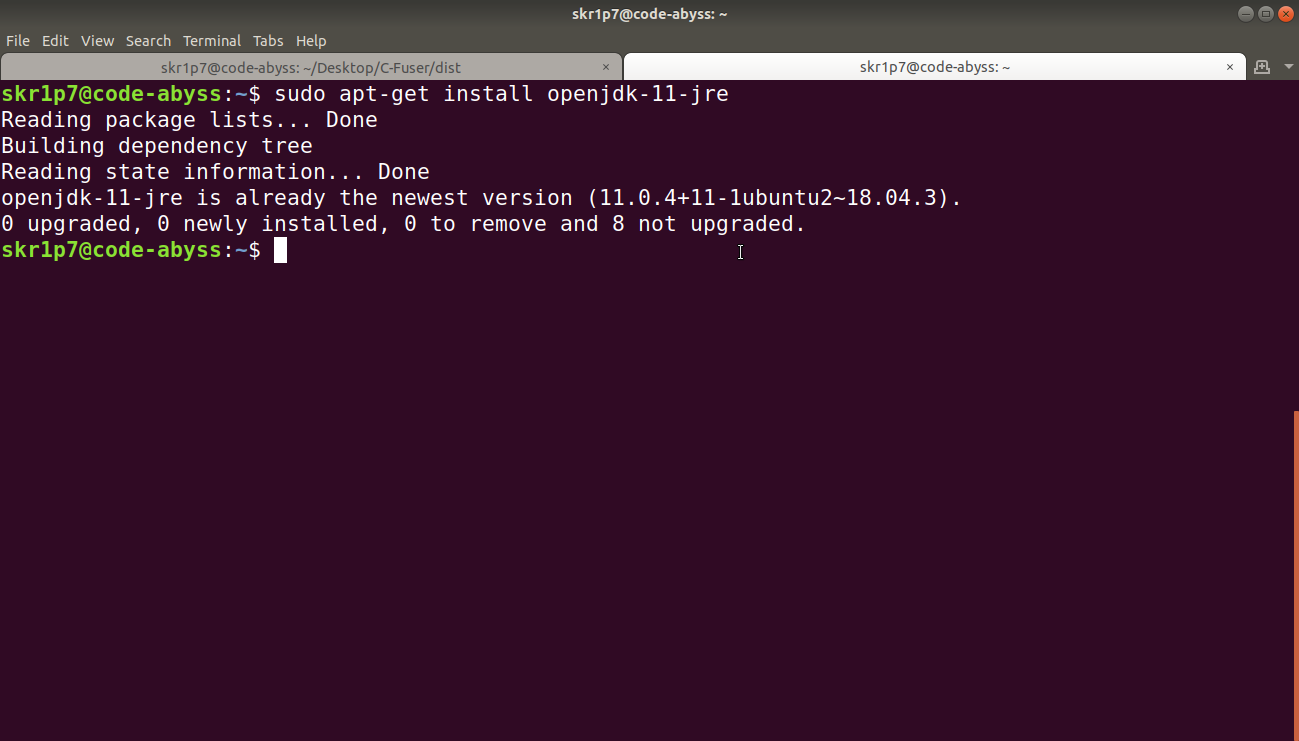 skr1p7@code-abyss: ~
File Edit View Search Terminal Tabs Help
skr1p7@code-abyss: ~/Desktop/C-Fuser/dist × skr1p7@code-abyss: ~ ×
skr1p7@code-abyss:~$ sudo apt-get install openjdk-11-jre
Reading package lists... Done
Building dependency tree
Reading state information... Done
openjdk-11-jre is already the newest version (11.0.4+11-1ubuntu2~18.04.3).
0 upgraded, 0 newly installed, 0 to remove and 8 not upgraded.
skr1p7@code-abyss:~$